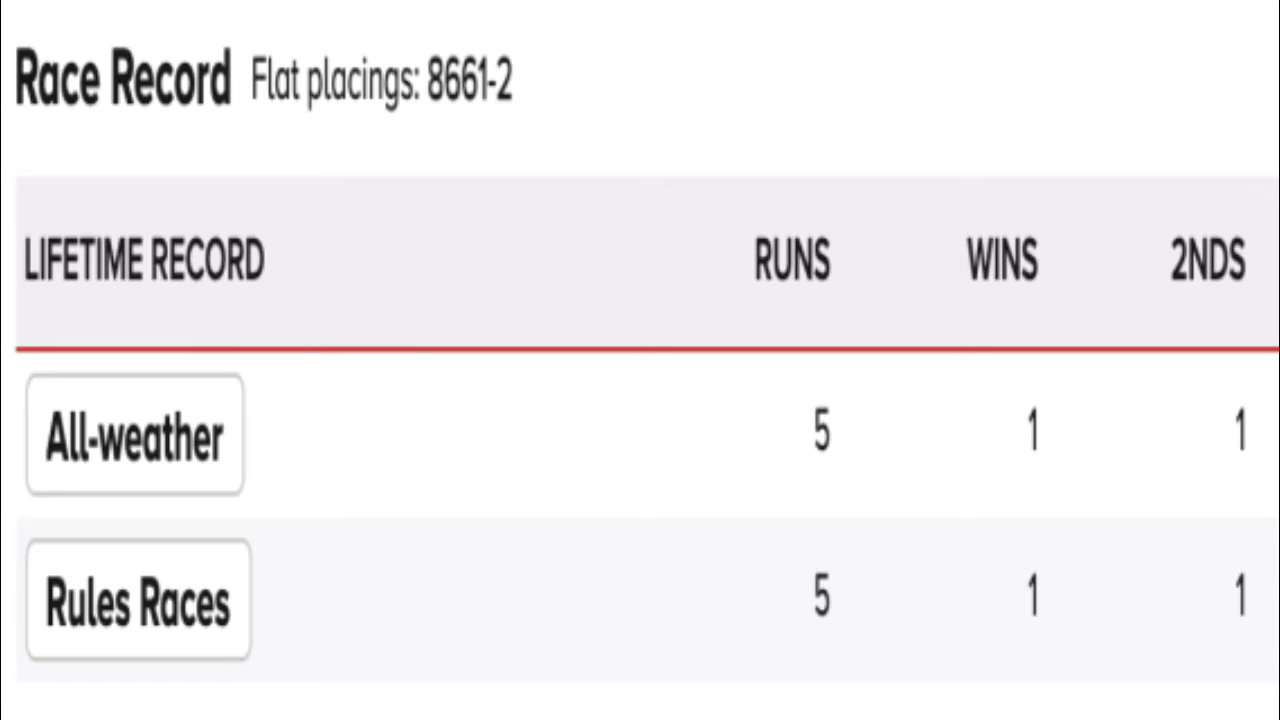 Race Record Flat placings: 8661-2
LIFETIME RECORD RUNS WINS 2NDS
All-weather 5 1 1
Rules Races 5 1 1